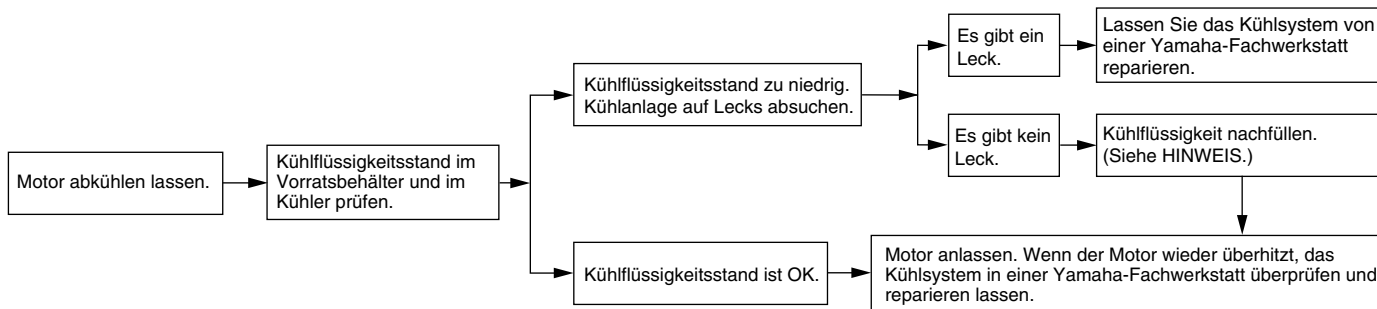 Motor abkühlen lassen.
Kühlflüssigkeitsstand im
Vorratsbehälter und im
Kühler prüfen.
Kühlflüssigkeitsstand zu niedrig.
Kühlanlage auf Lecks absuchen.
Es gibt ein
Leck.
Lassen Sie das Kühlsystem von
einer Yamaha-Fachwerkstatt
reparieren.
Es gibt kein
Leck.
Kühlflüssigkeit nachfüllen.
(Siehe HINWEIS.)
Kühlflüssigkeitsstand ist OK.
Motor anlassen. Wenn der Motor wieder überhitzt, das
Kühlsystem in einer Yamaha-Fachwerkstatt überprüfen und
reparieren lassen.